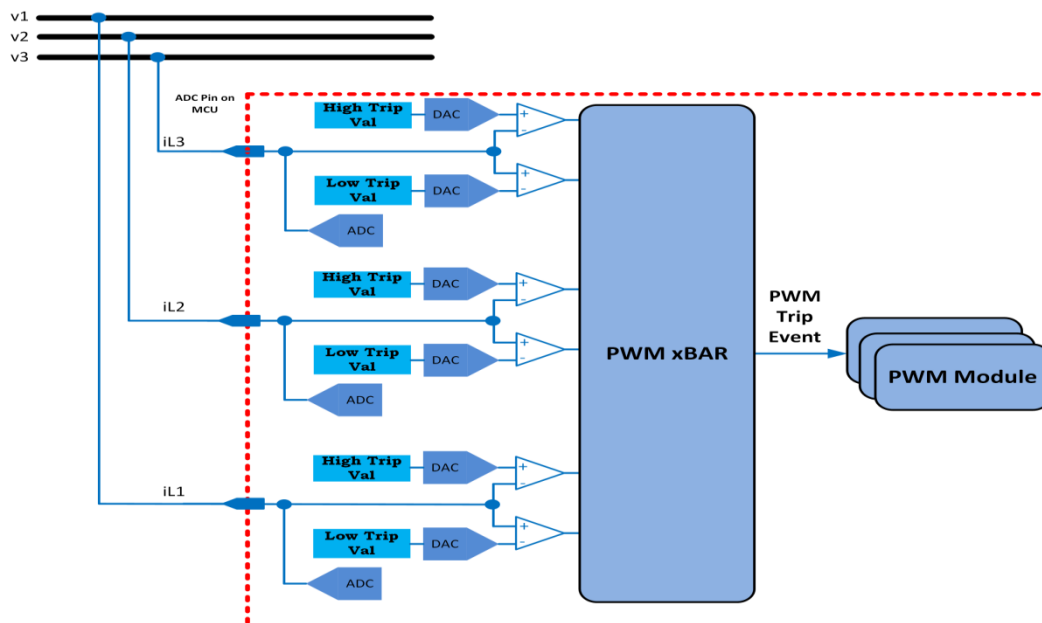 v1
v2
v3
ADC Pin on
MCU
High Trip
Val
DAC
+
-
iL3
+
-
Low Trip
Val
DAC
ADC
High Trip
Val
DAC
+
-
iL2
+
-
Low Trip
Val
DAC
ADC
PWM xBAR
PWM
Trip
Event
PWM Module
High Trip
Val
DAC
+
-
iL1
+
-
Low Trip
Val
DAC
ADC